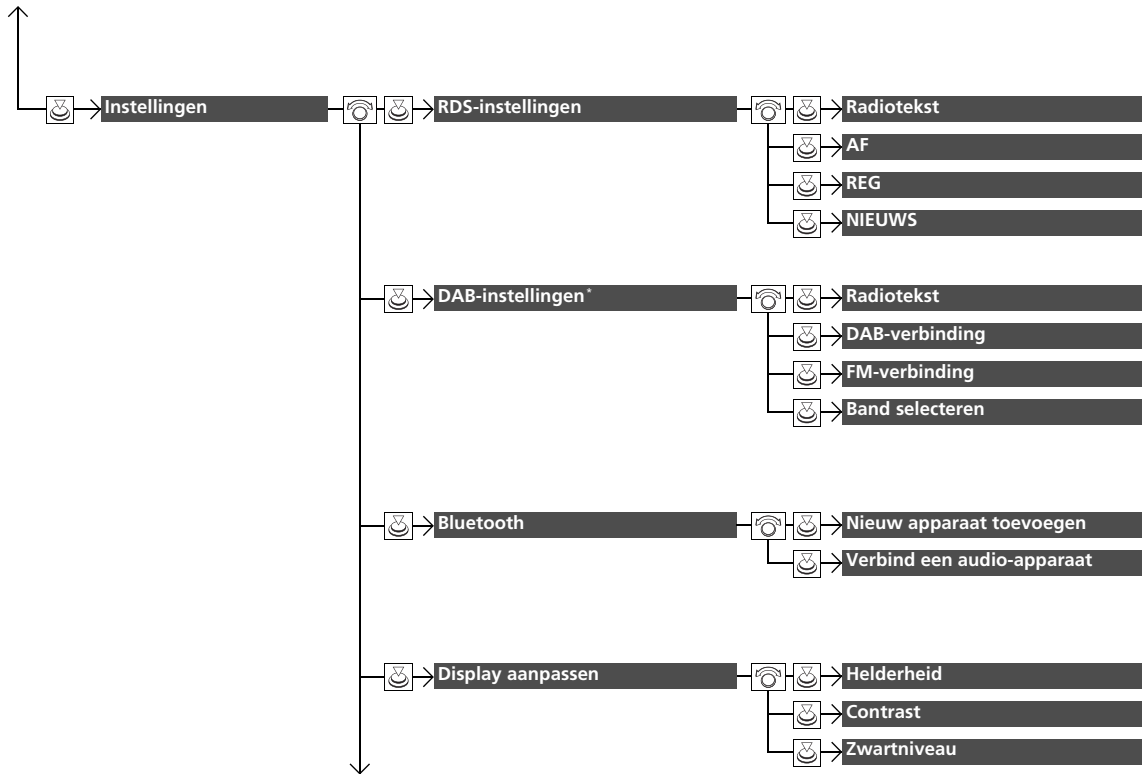 Instellingen
RDS-instellingen
Radiotekst
AF
REG
NIEUWS
DAB-instellingen*
Radiotekst
DAB-verbinding
FM-verbinding
Band selecteren
Bluetooth
Nieuw apparaat toevoegen
Verbind een audio-apparaat
Display aanpassen
Helderheid
Contrast
Zwartniveau